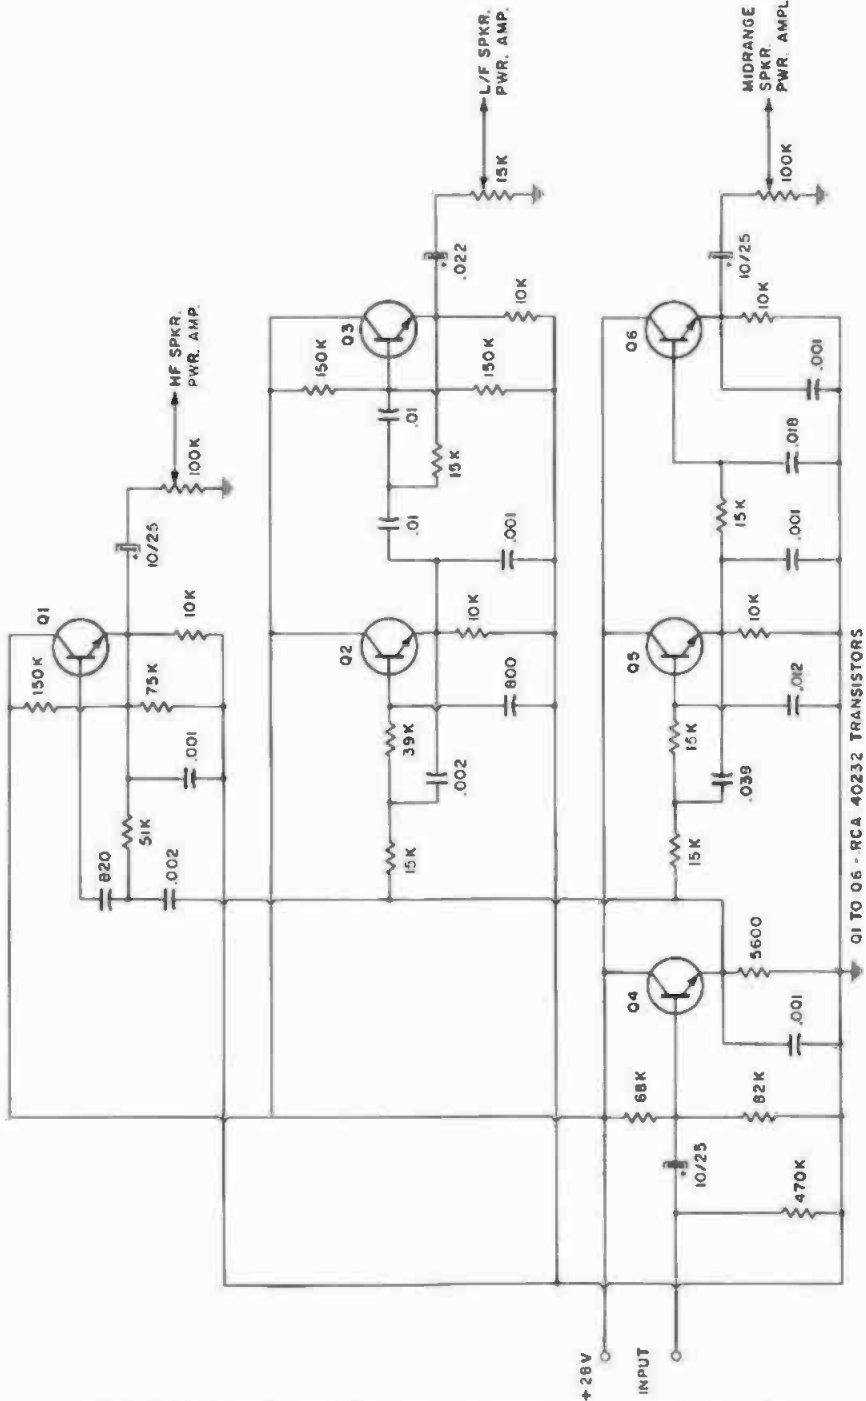 HF SPKR.
PWR. AMP.
100K
10/25
+
Q1
150K
10K
75K
.001
51K
820
.002
L/F SPKR.
PWR. AMP.
15K
.022
+
Q3
150K
10K
150K
.01
15K
.01
.001
Q2
10K
39K
800
.002
15K
MIDRANGE
SPKR.
PWR. AMPL
100K
10/25
+
Q6
10K
.001
.018
15K
.001
Q5
10K
15K
.012
.039
15K
Q4
5600
.001
68K
82K
10/25
+
470K
+28V
INPUT
Q1 TO Q6 - RCA 40232 TRANSISTORS